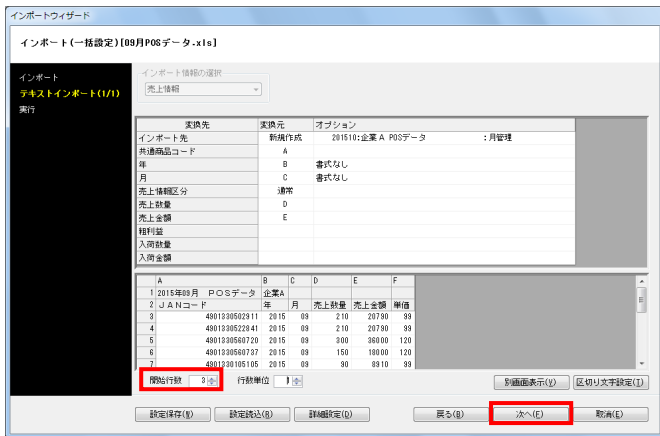 インポートウィザード
インポート(一括設定)[09月POSデータ.xls]
インポート
テキストインポート(1/1)
実行
インポート情報の選択
売上情報
変換先 変換元 オプション
インポート先 新規作成 201510:企業A POSデータ :月管理
共通商品コード A
年 B 書式なし
月 C 書式なし
売上情報区分 通常
売上数量 D
売上金額 E
粗利益
入荷数量
入荷金額
A B C D E F
1 2015年09月 POSデータ 企業A
2 JANコード 年 月 売上数量 売上金額 単価
3 4901330502911 2015 09 210 20790 99
4 4901330522841 2015 09 210 20790 99
5 4901330560720 2015 09 300 36000 120
6 4901330560737 2015 09 150 18000 120
7 4901330105105 2015 09 90 8910 99
開始行数 3 行数単位 1 別画面表示(V) 区切り文字設定(T)
設定保存(W) 設定読込(R) 詳細設定(D) 戻る(B) 次へ(F) 取消(E)